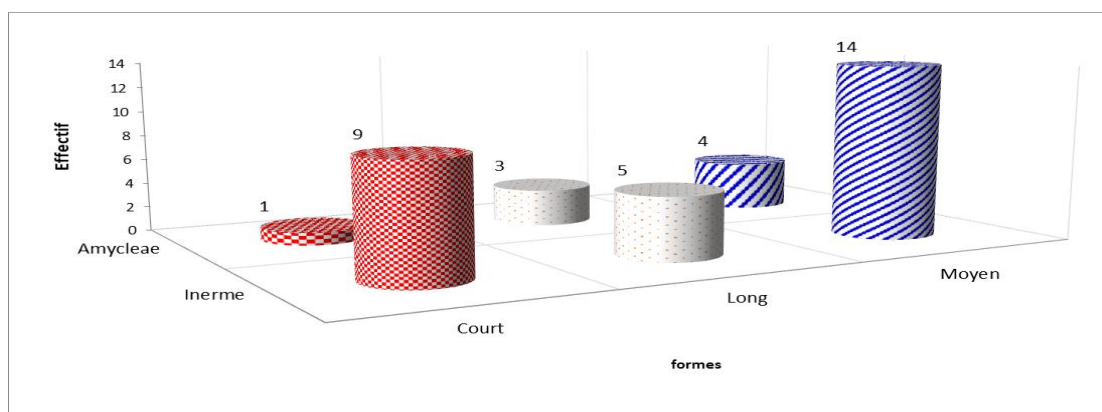 Effectif
14
12
10
8
6
4
2
0
1
9
3
5
4
14
Amycleae
Inerme
Court
Long
Moyen
formes